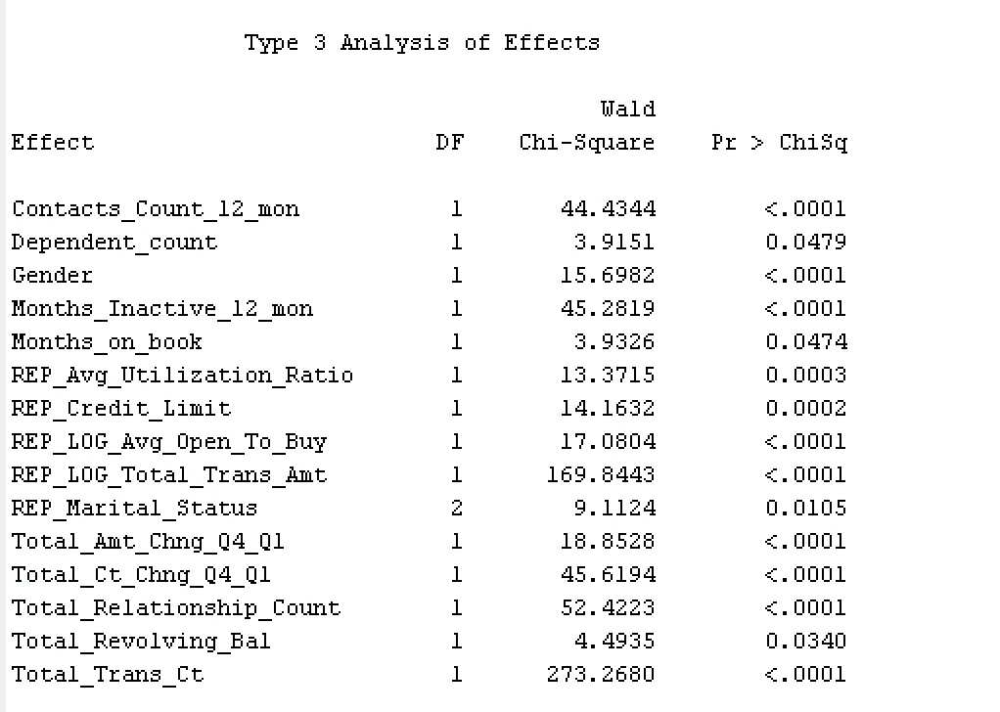 Type 3 Analysis of Effects
Wald
Effect DF Chi-Square Pr > ChiSq
Contacts_Count_12_mon 1 44.4344 <.0001
Dependent_count 1 3.9151 0.0479
Gender 1 15.6982 <.0001
Months_Inactive_12_mon 1 45.2819 <.0001
Months_on_book 1 3.9326 0.0474
REP_Avg_Utilization_Ratio 1 13.3715 0.0003
REP_Credit_Limit 1 14.1632 0.0002
REP_LOG_Avg_Open_To_Buy 1 17.0804 <.0001
REP_LOG_Total_Trans_Amt 1 169.8443 <.0001
REP_Marital_Status 2 9.1124 0.0105
Total_Amt_Chng_Q4_Q1 1 18.8528 <.0001
Total_Ct_Chng_Q4_Q1 1 45.6194 <.0001
Total_Relationship_Count 1 52.4223 <.0001
Total_Revolving_Bal 1 4.4935 0.0340
Total_Trans_Ct 1 273.2680 <.0001